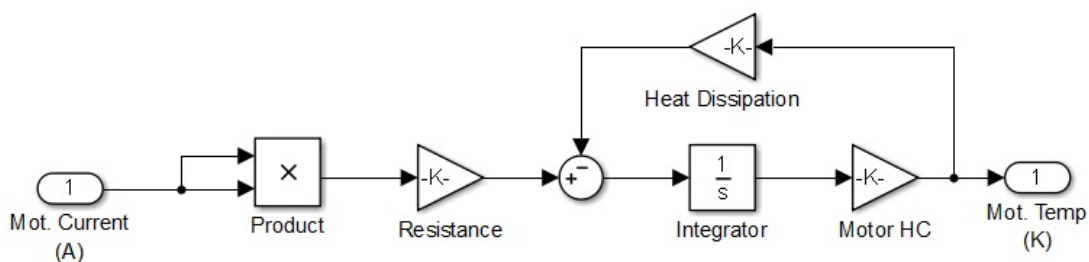 -K-
Heat Dissipation
1
Mot. Current
(A)
×
Product
-K-
Resistance
+ −
1
s
Integrator
-K-
Motor HC
1
Mot. Temp
(K)